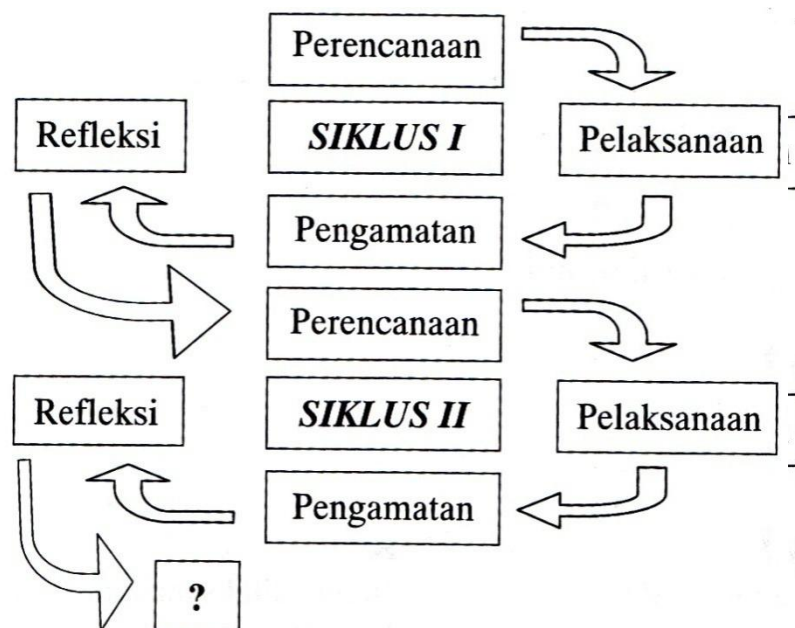 Perencanaan
Refleksi
SIKLUS I
Pelaksanaan
Pengamatan
Perencanaan
Refleksi
SIKLUS II
Pelaksanaan
Pengamatan
?